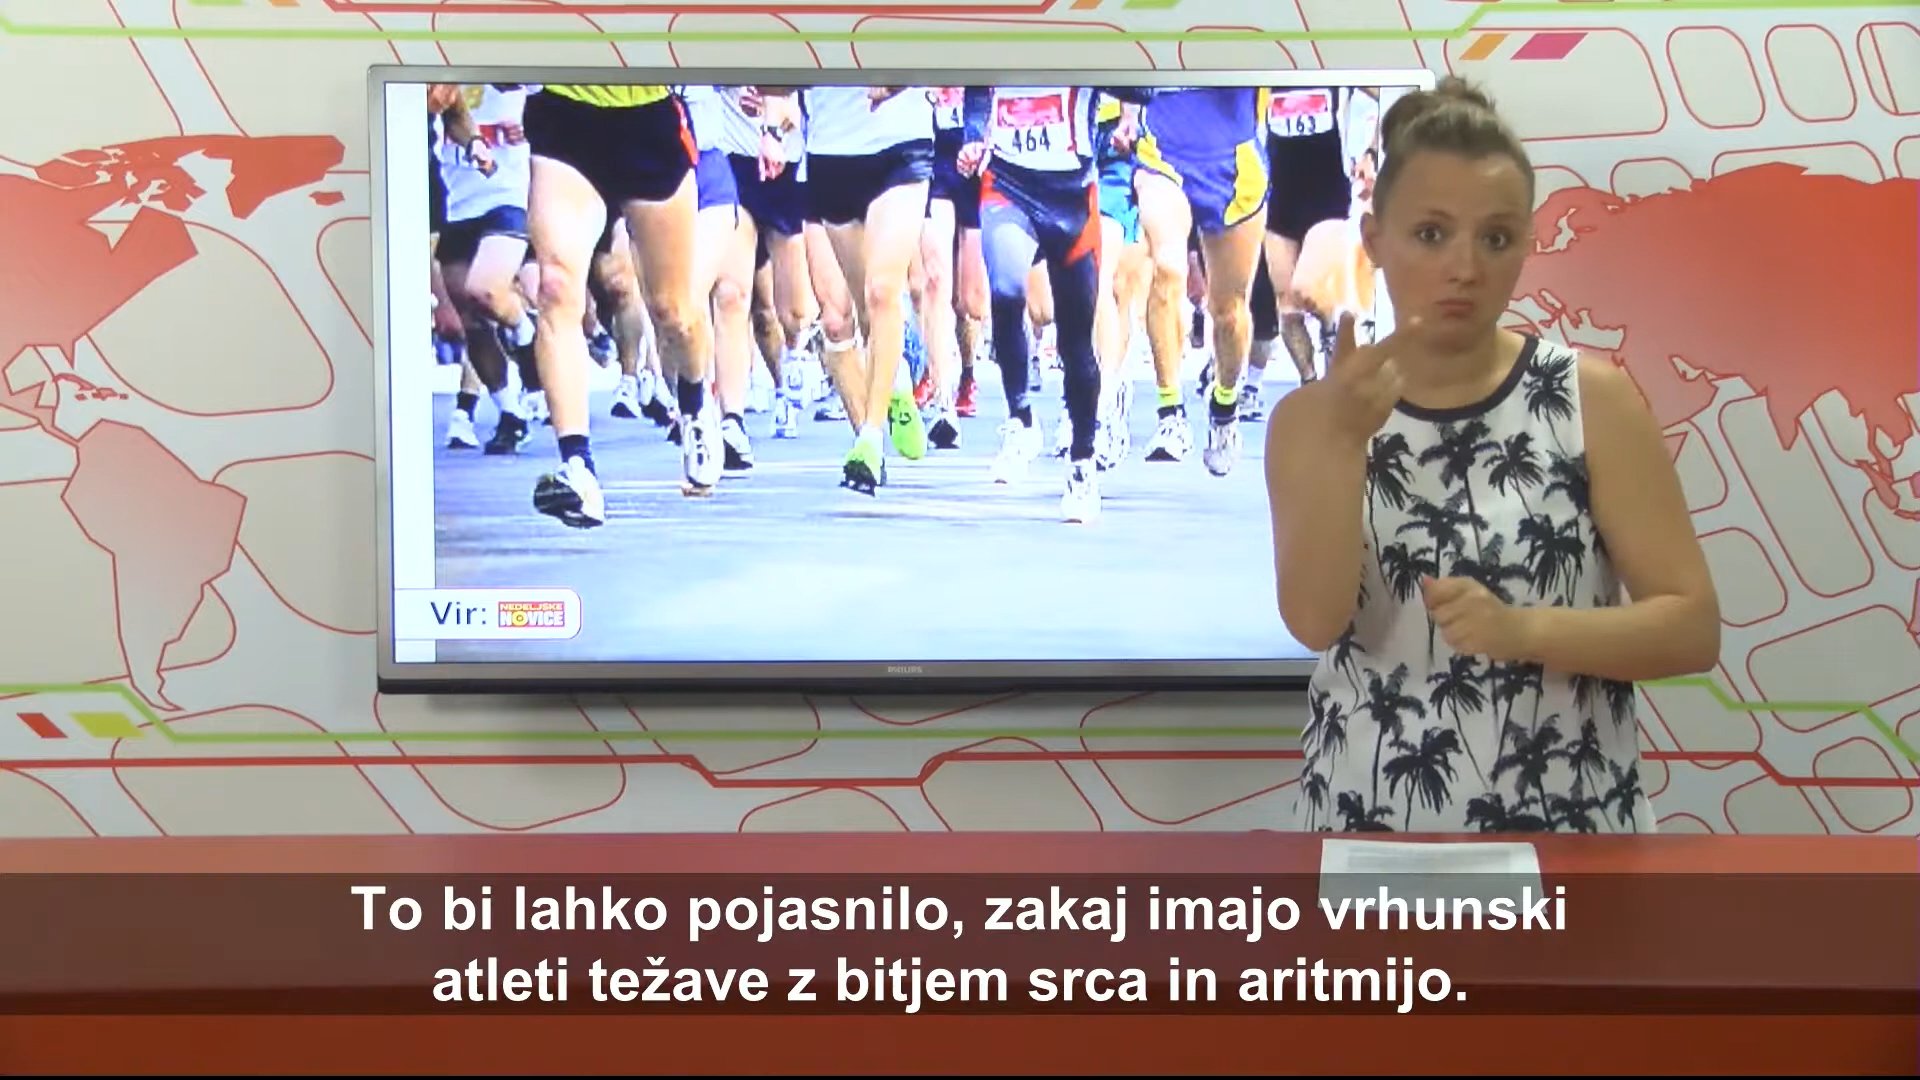 464
163
4
Vir: NEDELJSKE NOVICE
PHILIPS
To bi lahko pojasnilo, zakaj imajo vrhunski
atleti težave z bitjem srca in aritmijo.